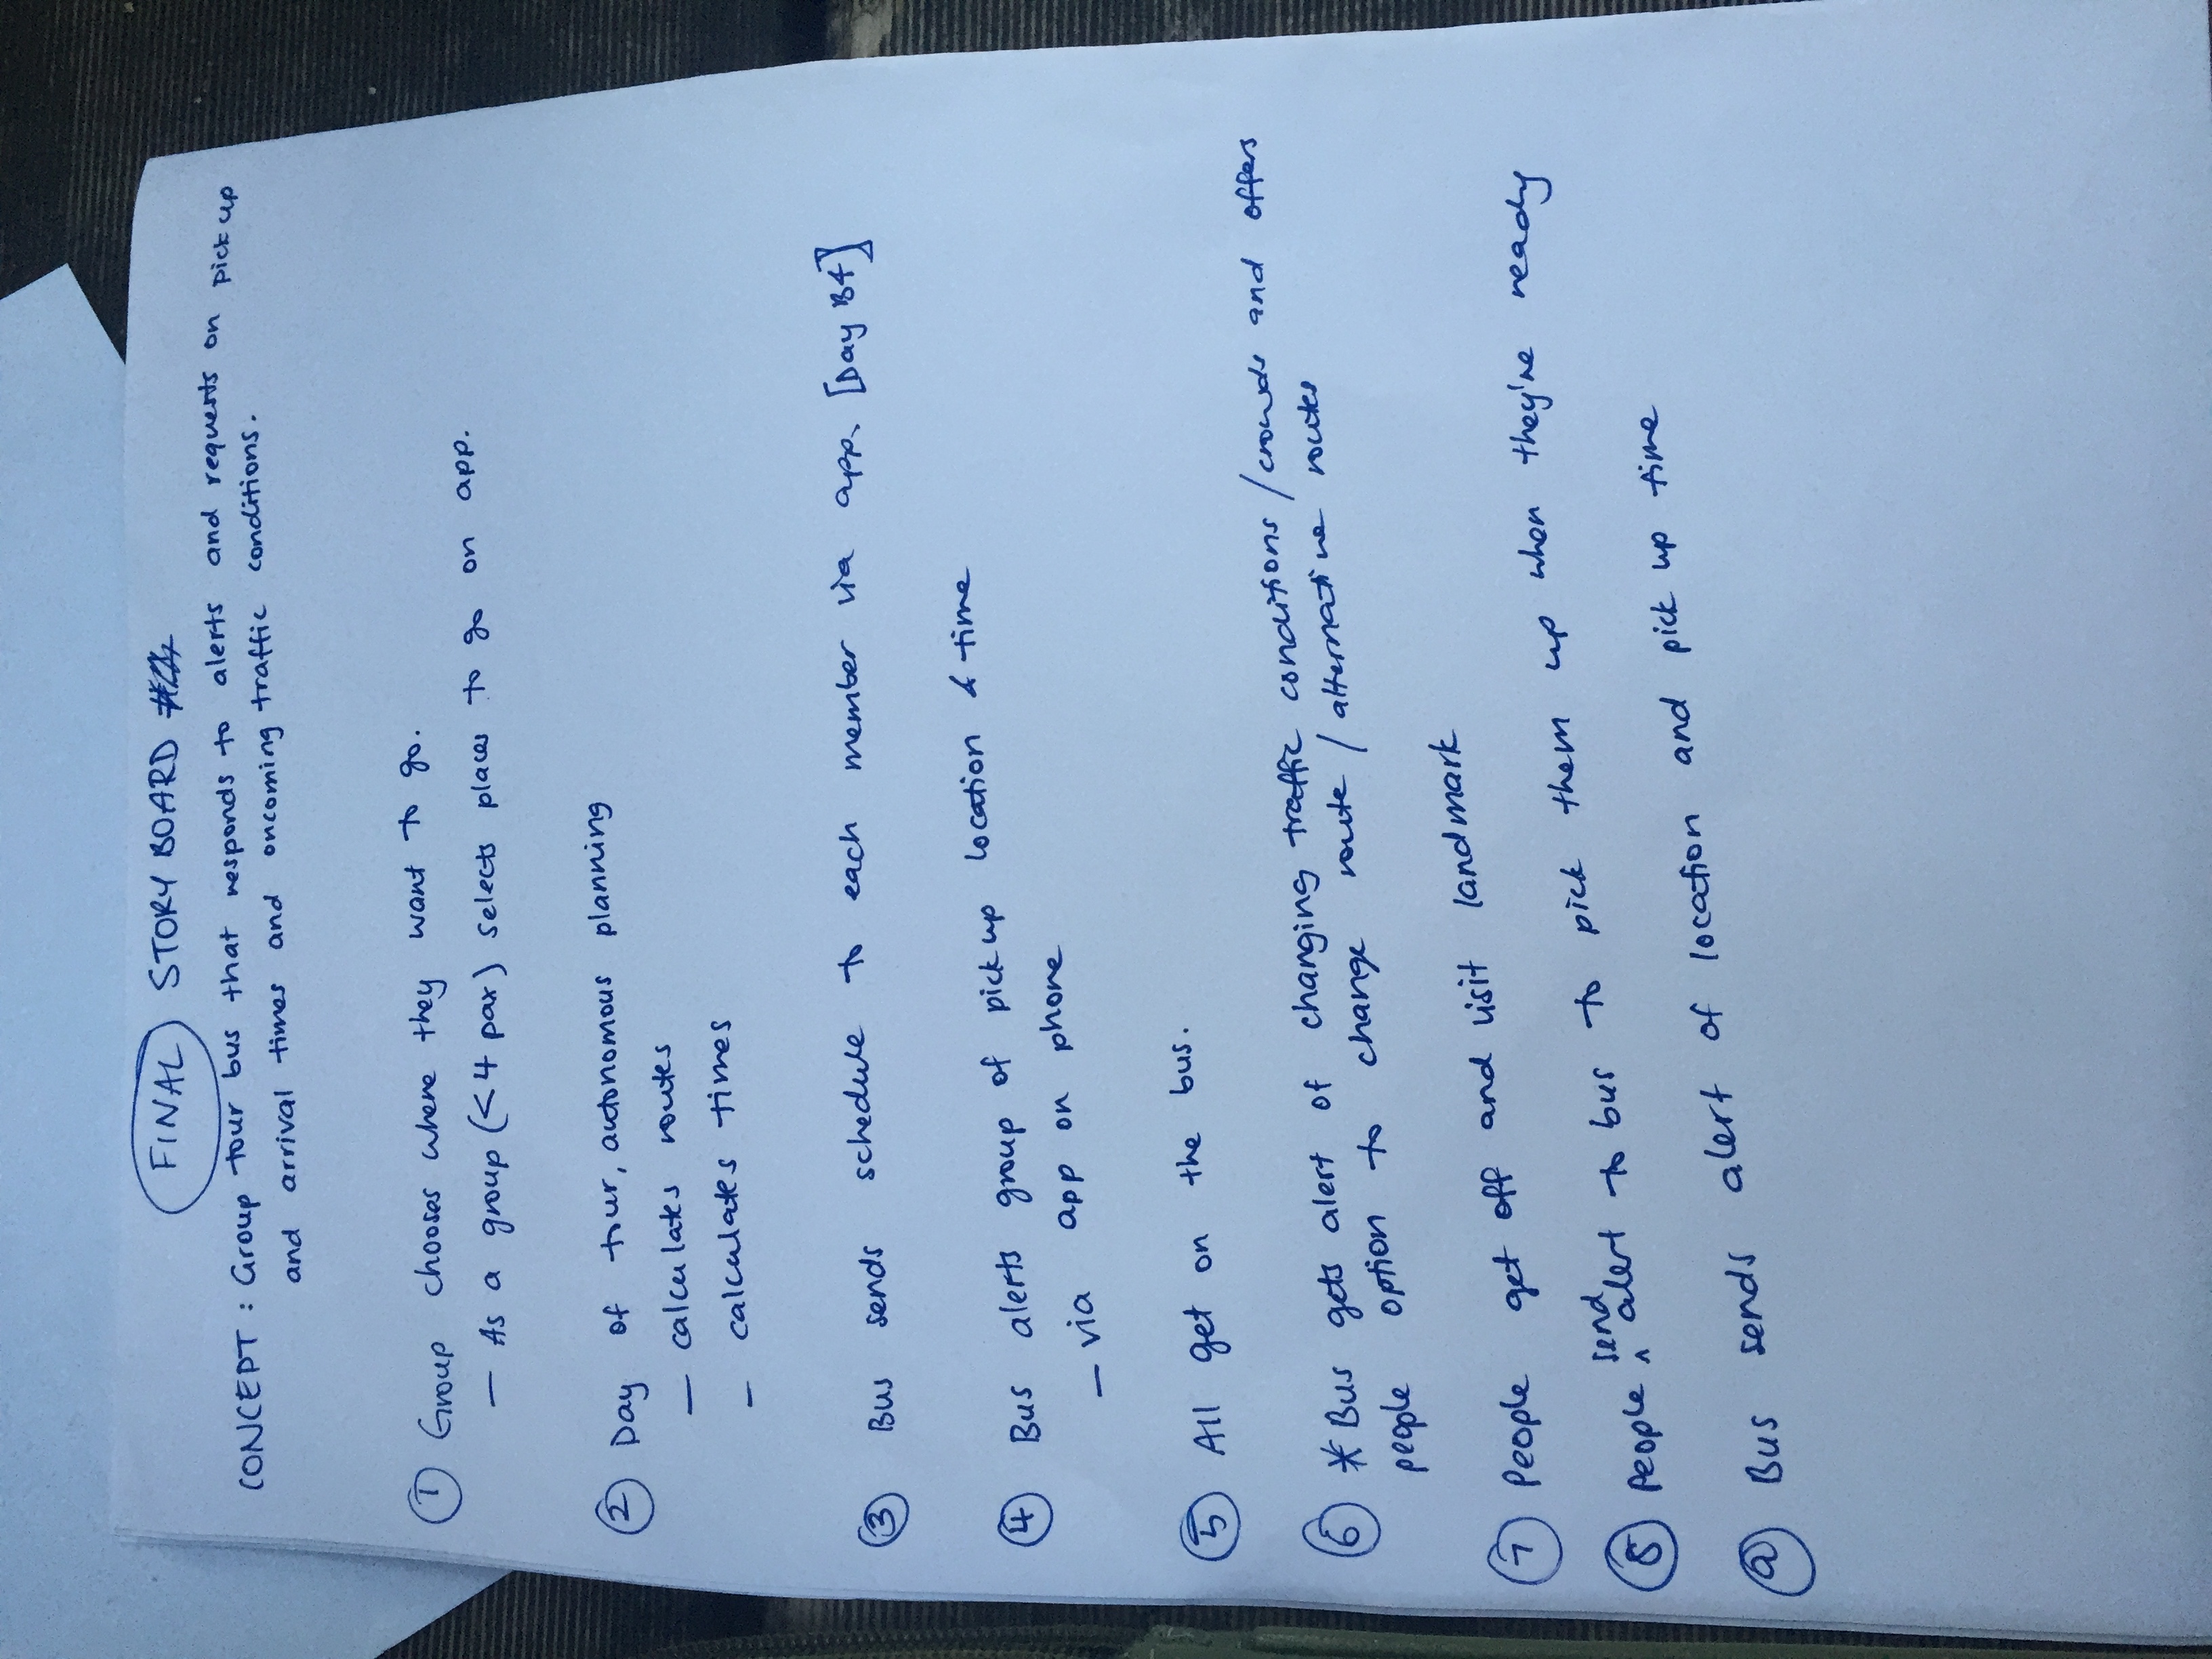 FINAL STORY BOARD
CONCEPT : Group tour bus that responds to alerts and requests on pick up
and arrival times and oncoming traffic conditions.
① Group chooses where they want to go.
— As a group (<4 pax) selects places to go on app.
② Day of tour, autonomous planning
— calculates routes
— calculates times
③ Bus sends schedule to each member via app. [Day B4]
④ Bus alerts group of pick up location & time
— via app on phone
⑤ All get on the bus.
⑥ * Bus gets alert of changing traffic conditions / crowds and offers
people option to change route / alternative routes
⑦ People get off and visit landmark
⑧ People send alert to bus to pick them up when they're ready
⑨ Bus sends alert of location and pick up time